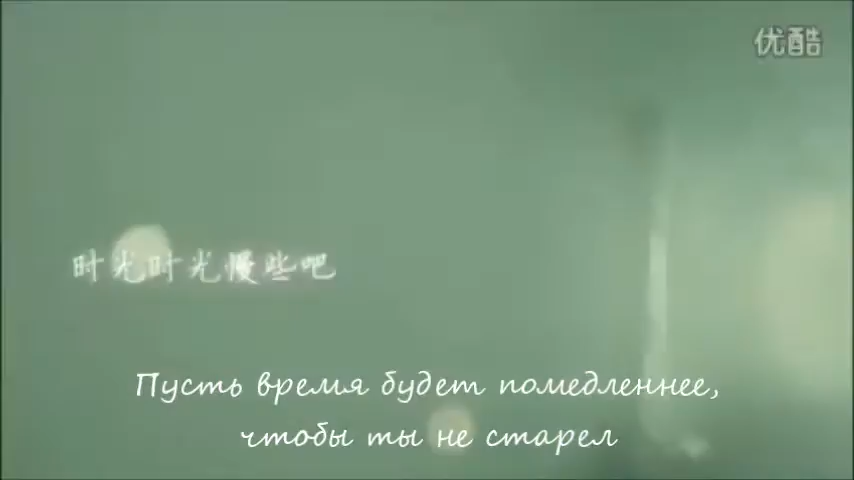 优酷
时光时光慢些吧
Пусть время будет помедленнее,
чтобы ты не старел